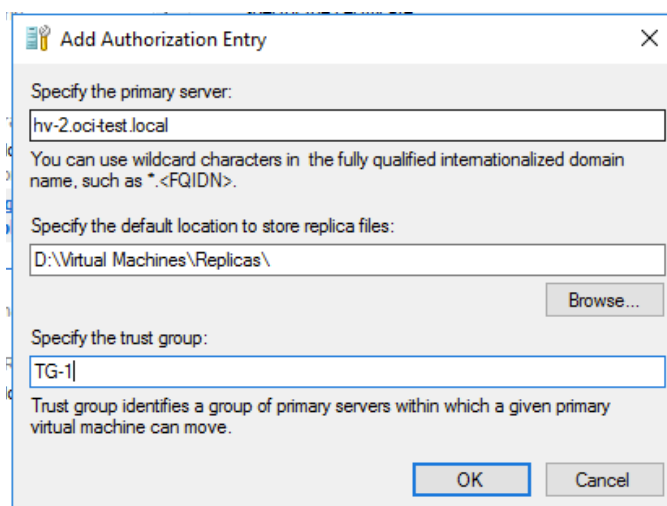 Add Authorization Entry
Specify the primary server:
hv-2.oci-test.local
You can use wildcard characters in the fully qualified internationalized domain
name, such as *.<FQIDN>.
Specify the default location to store replica files:
D:\Virtual Machines\Replicas\
Browse...
Specify the trust group:
TG-1
Trust group identifies a group of primary servers within which a given primary
virtual machine can move.
OK
Cancel